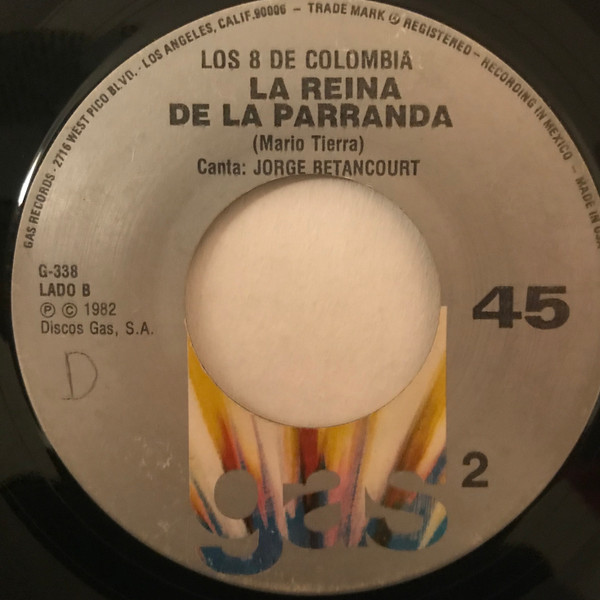 GAS RECORDS - 2716 WEST PICO BLVD. - LOS ANGELES, CALIF. 90006 - TRADE MARK ® REGISTERED - RECORDING IN MEXICO - MADE IN USA
LOS 8 DE COLOMBIA
LA REINA
DE LA PARRANDA
(Mario Tierra)
Canta: JORGE BETANCOURT
G-338
LADO B
℗ © 1982
Discos Gas, S.A.
45
D
2
gas